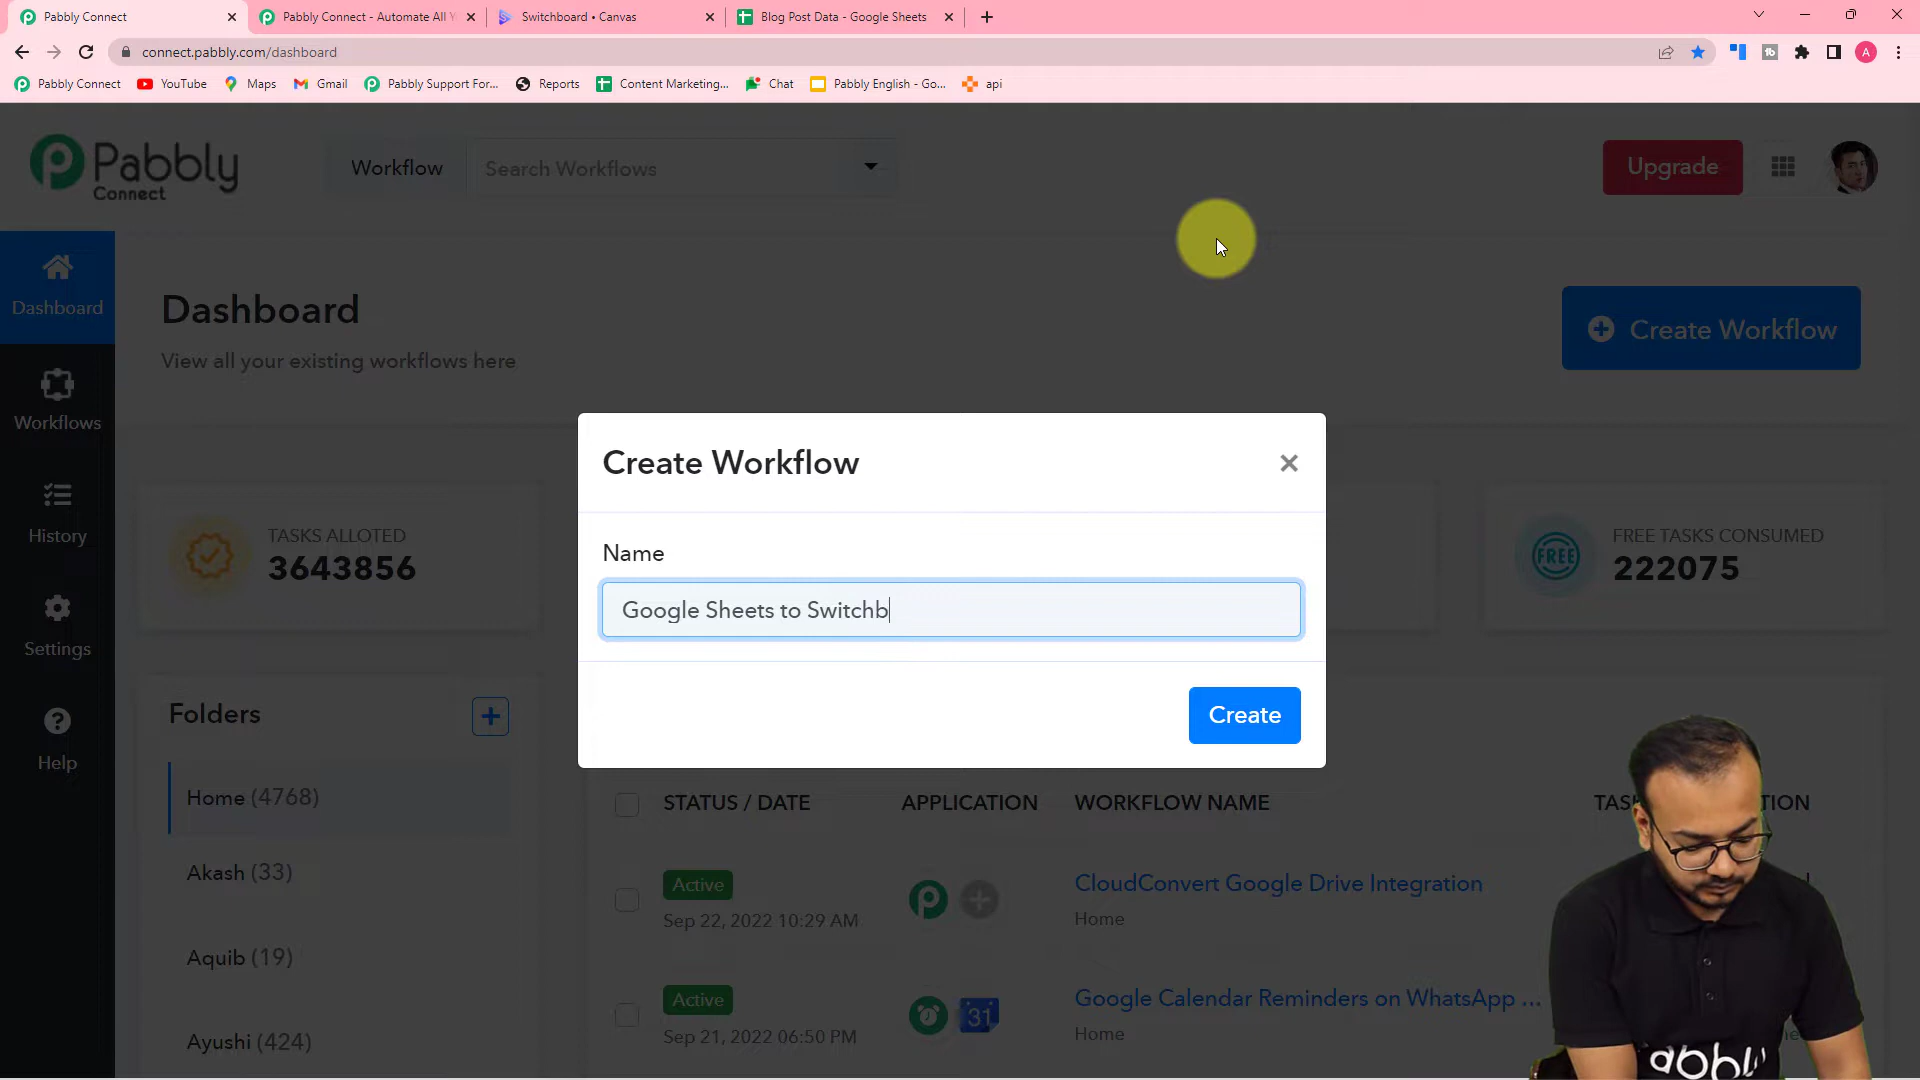 Pabbly Connect
Pabbly Connect - Automate All Y
Switchboard • Canvas
Blog Post Data - Google Sheets
connect.pabbly.com/dashboard
A
Pabbly Connect
YouTube
Maps
Gmail
Pabbly Support For...
Reports
Content Marketing...
Chat
Pabbly English - Go...
api
Pabbly
Connect
Workflow
Search Workflows
Upgrade
Dashboard
Dashboard
View all your existing workflows here
Create Workflow
Workflows
Create Workflow
TASKS ALLOTED
3643856
FREE
FREE TASKS CONSUMED
222075
History
Name
Google Sheets to Switchb
Settings
Create
Folders
Help
Home (4768)
STATUS / DATE
APPLICATION
WORKFLOW NAME
Akash (33)
Active
Sep 22, 2022 10:29 AM
CloudConvert Google Drive Integration
Home
Aquib (19)
Active
Sep 21, 2022 06:50 PM
31
Google Calendar Reminders on WhatsApp ...
Home
Ayushi (424)